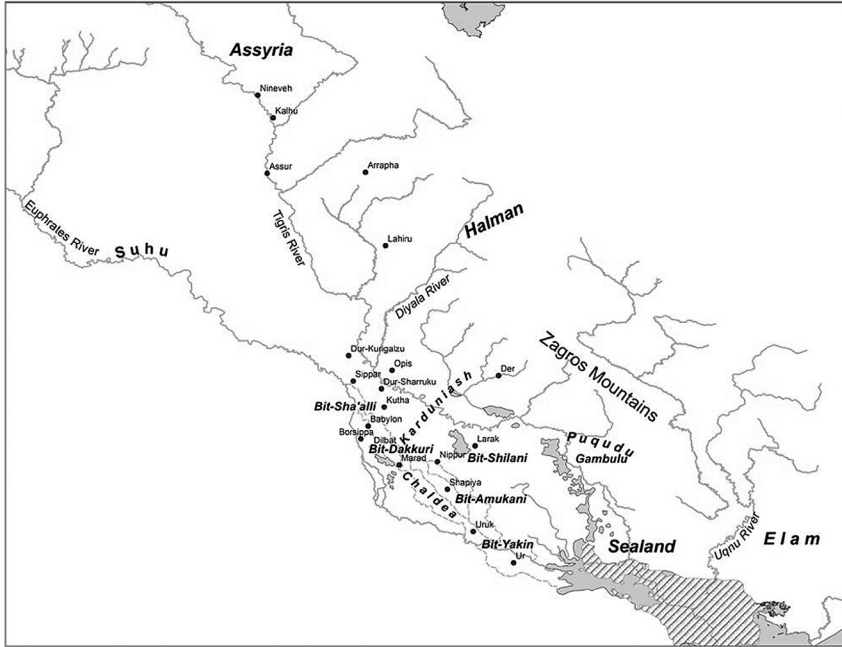 Assyria
Nineveh
Kalhu
Assur
Arrapha
Euphrates River
Suhu
Tigris River
Halman
Lahiru
Diyala River
Dur-Kurigalzu
Opis
Zagros Mountains
Der
Sippar
Dur-Sharruku
Karduniash
Kutha
Bit-Sha'alli
Babylon
Borsippa
Dilbat
Bit-Dakkuri
Larak
Puqudu
Marad
Nippur
Bit-Shilani
Gambulu
Chaldea
Shapiya
Bit-Amukani
Uruk
Uqnu River
Elam
Bit-Yakin
Sealand
Ur